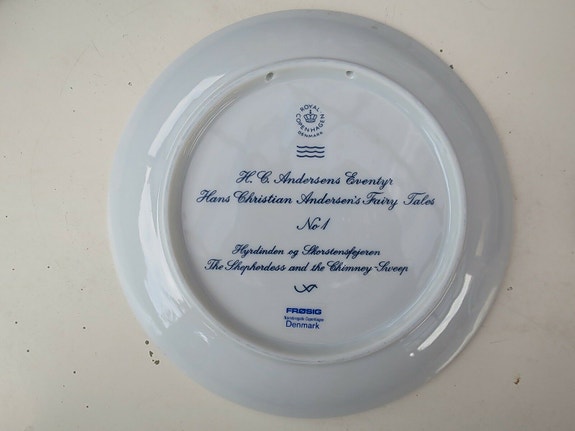 ROYAL COPENHAGEN
DENMARK
H. C. Andersens Eventyr
Hans Christian Andersen's Fairy Tales
No 1
Hyrdinden og Skorstensfejeren
The Shepherdess and the Chimney-Sweep
FRØSIG
Copenhagen
Denmark